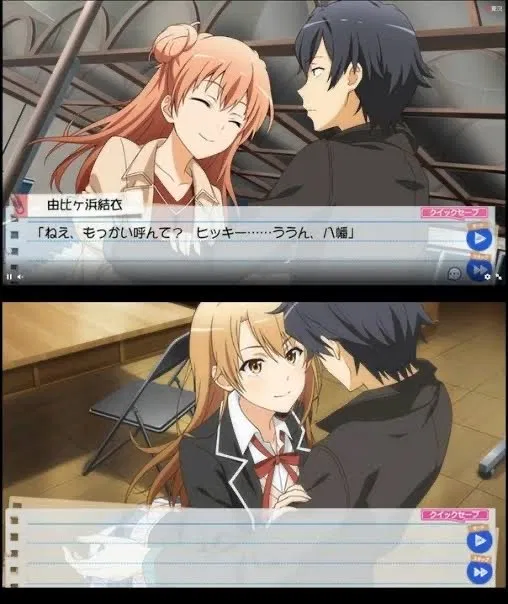 由比ヶ浜結衣
クイックセーブ
「ねえ、もっかい呼んで？　ヒッキー……ううん、八幡」
クイックセーブ